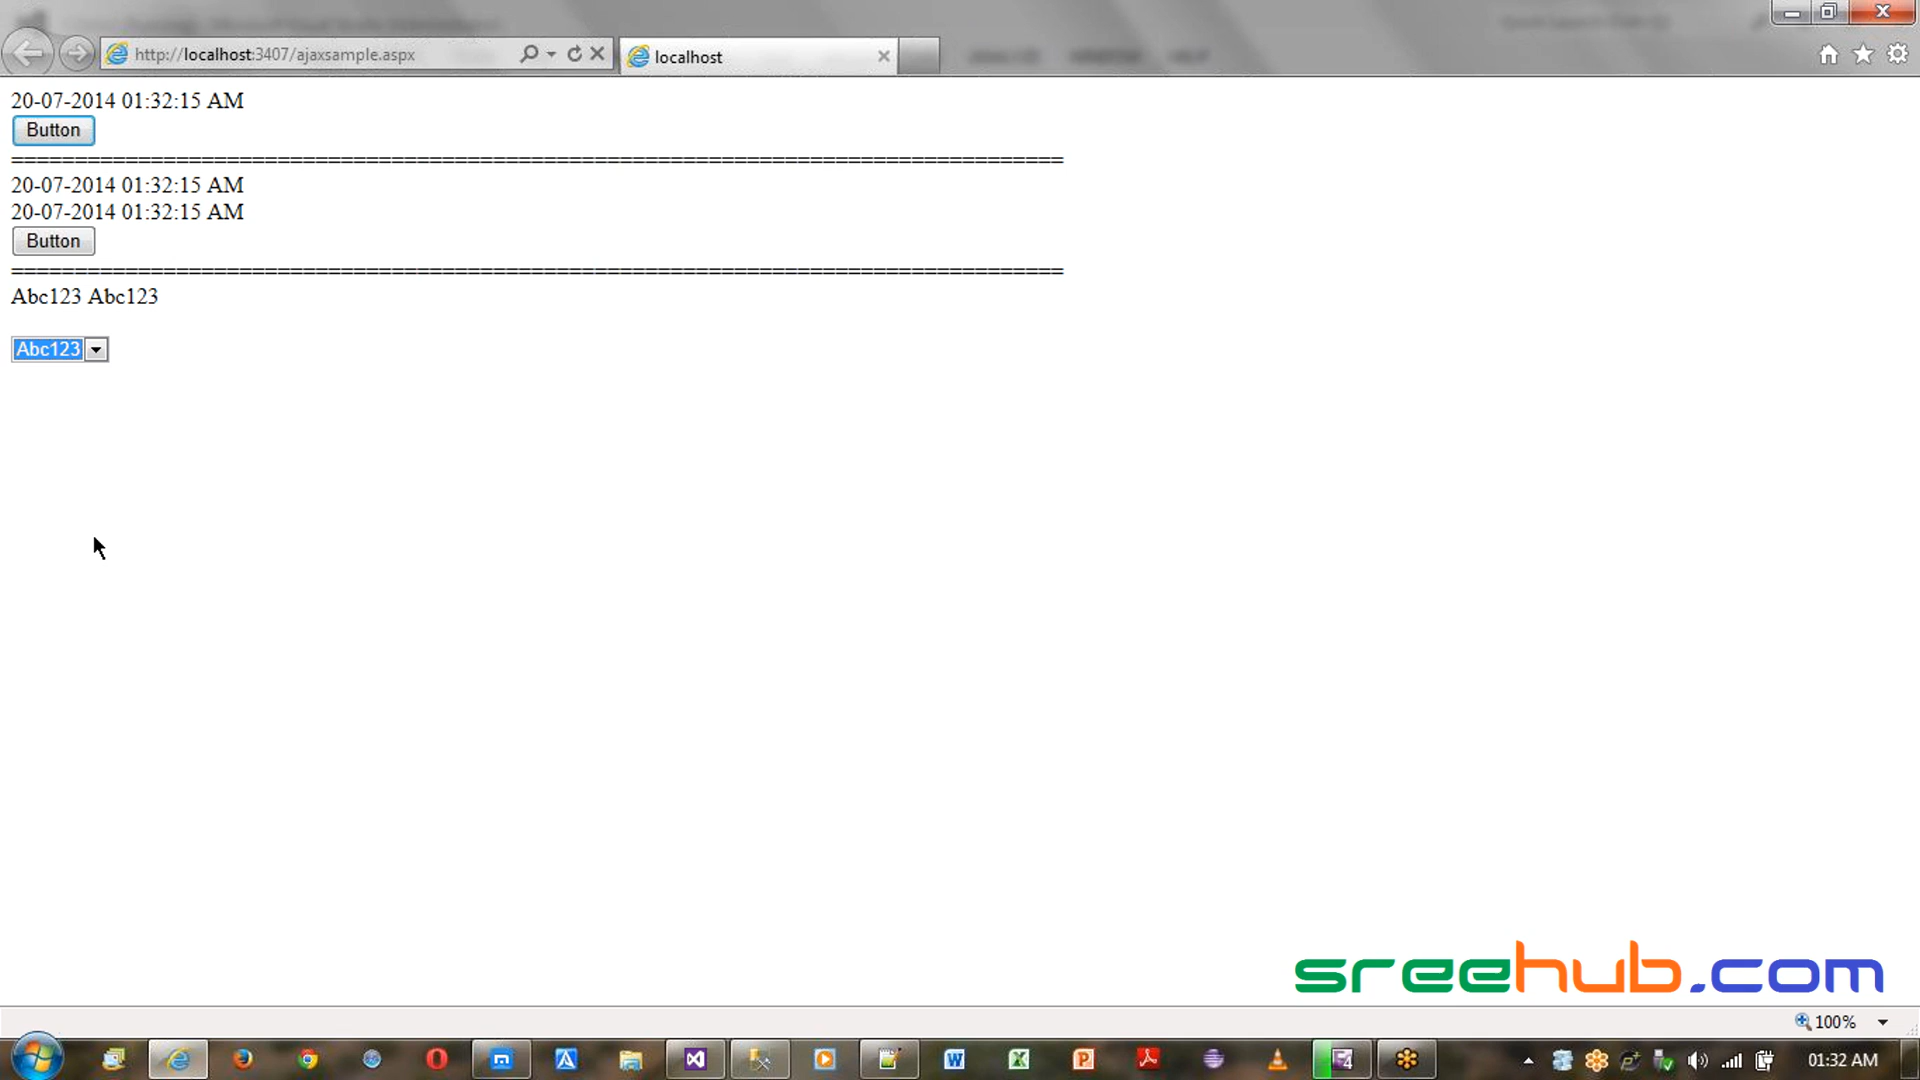 http://localhost:3407/ajaxsample.aspx
localhost
20-07-2014 01:32:15 AM
Button
===================================================================================
20-07-2014 01:32:15 AM
20-07-2014 01:32:15 AM
Button
===================================================================================
Abc123 Abc123
Abc123
sreehub.com
100%
01:32 AM